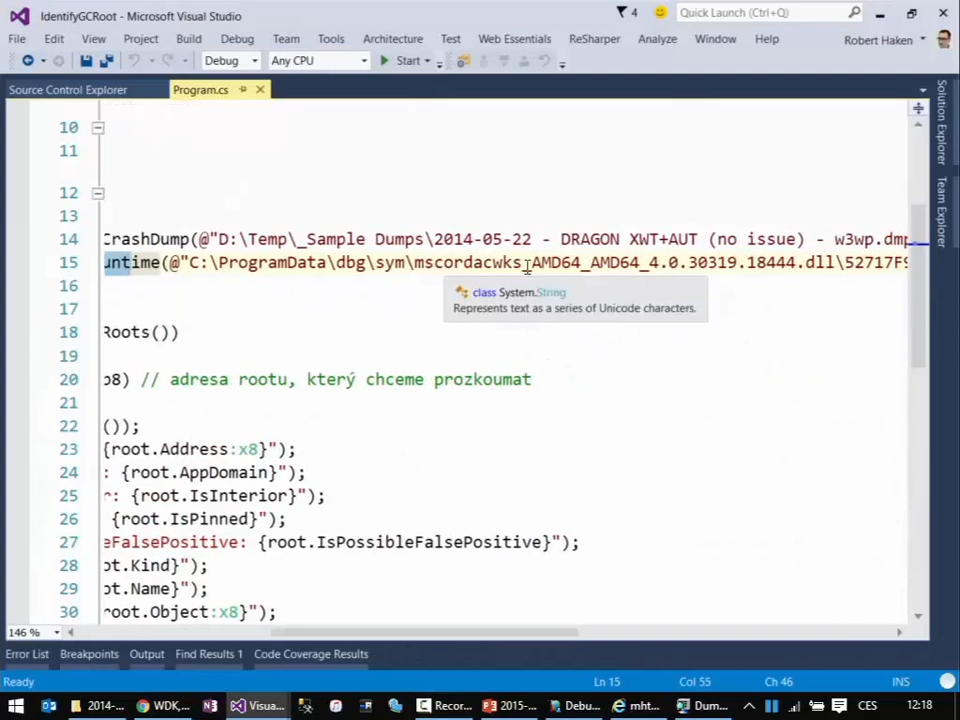 IdentifyGCRoot - Microsoft Visual Studio
4
Quick Launch (Ctrl+Q)
File Edit View Project Build Debug Team Tools Architecture Test Web Essentials ReSharper Analyze Window Help Robert Haken
Debug Any CPU Start
Source Control Explorer Program.cs
Solution Explorer
Team Explorer
10
11
12
13
14 CrashDump(@"D:\Temp\_Sample Dumps\2014-05-22 - DRAGON XWT+AUT (no issue) - w3wp.dmp
15 untime(@"C:\ProgramData\dbg\sym\mscordacwks_AMD64_AMD64_4.0.30319.18444.dll\52717F9
16
class System.String
Represents text as a series of Unicode characters.
17
18 Roots())
19
20 b8) // adresa rootu, který chceme prozkoumat
21
22 ());
23 {root.Address:x8}");
24 : {root.AppDomain}");
25 r: {root.IsInterior}");
26 {root.IsPinned}");
27 eFalsePositive: {root.IsPossibleFalsePositive}");
28 ot.Kind}");
29 ot.Name}");
30 root.Object:x8}");
146 %
Error List Breakpoints Output Find Results 1 Code Coverage Results
Ready Ln 15 Col 55 Ch 46 INS
2014-... WDK,... Visua... Recor... 2015-... Debu... mht... Dum... CES 12:18